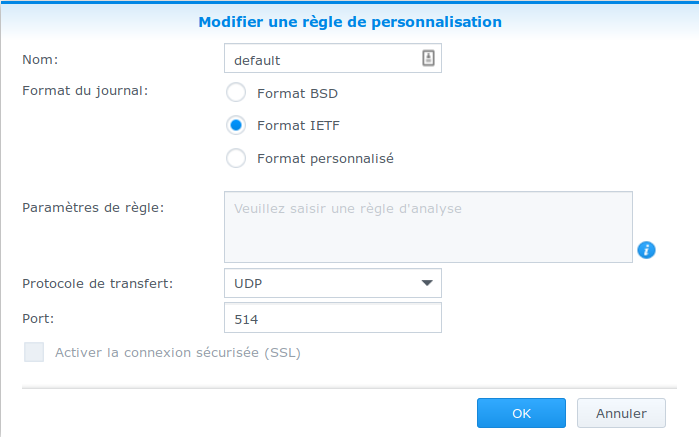 Modifier une règle de personnalisation
Nom: default
Format du journal: Format BSD
Format IETF
Format personnalisé
Paramètres de règle: Veuillez saisir une règle d'analyse
Protocole de transfert: UDP
Port: 514
Activer la connexion sécurisée (SSL)
OK Annuler